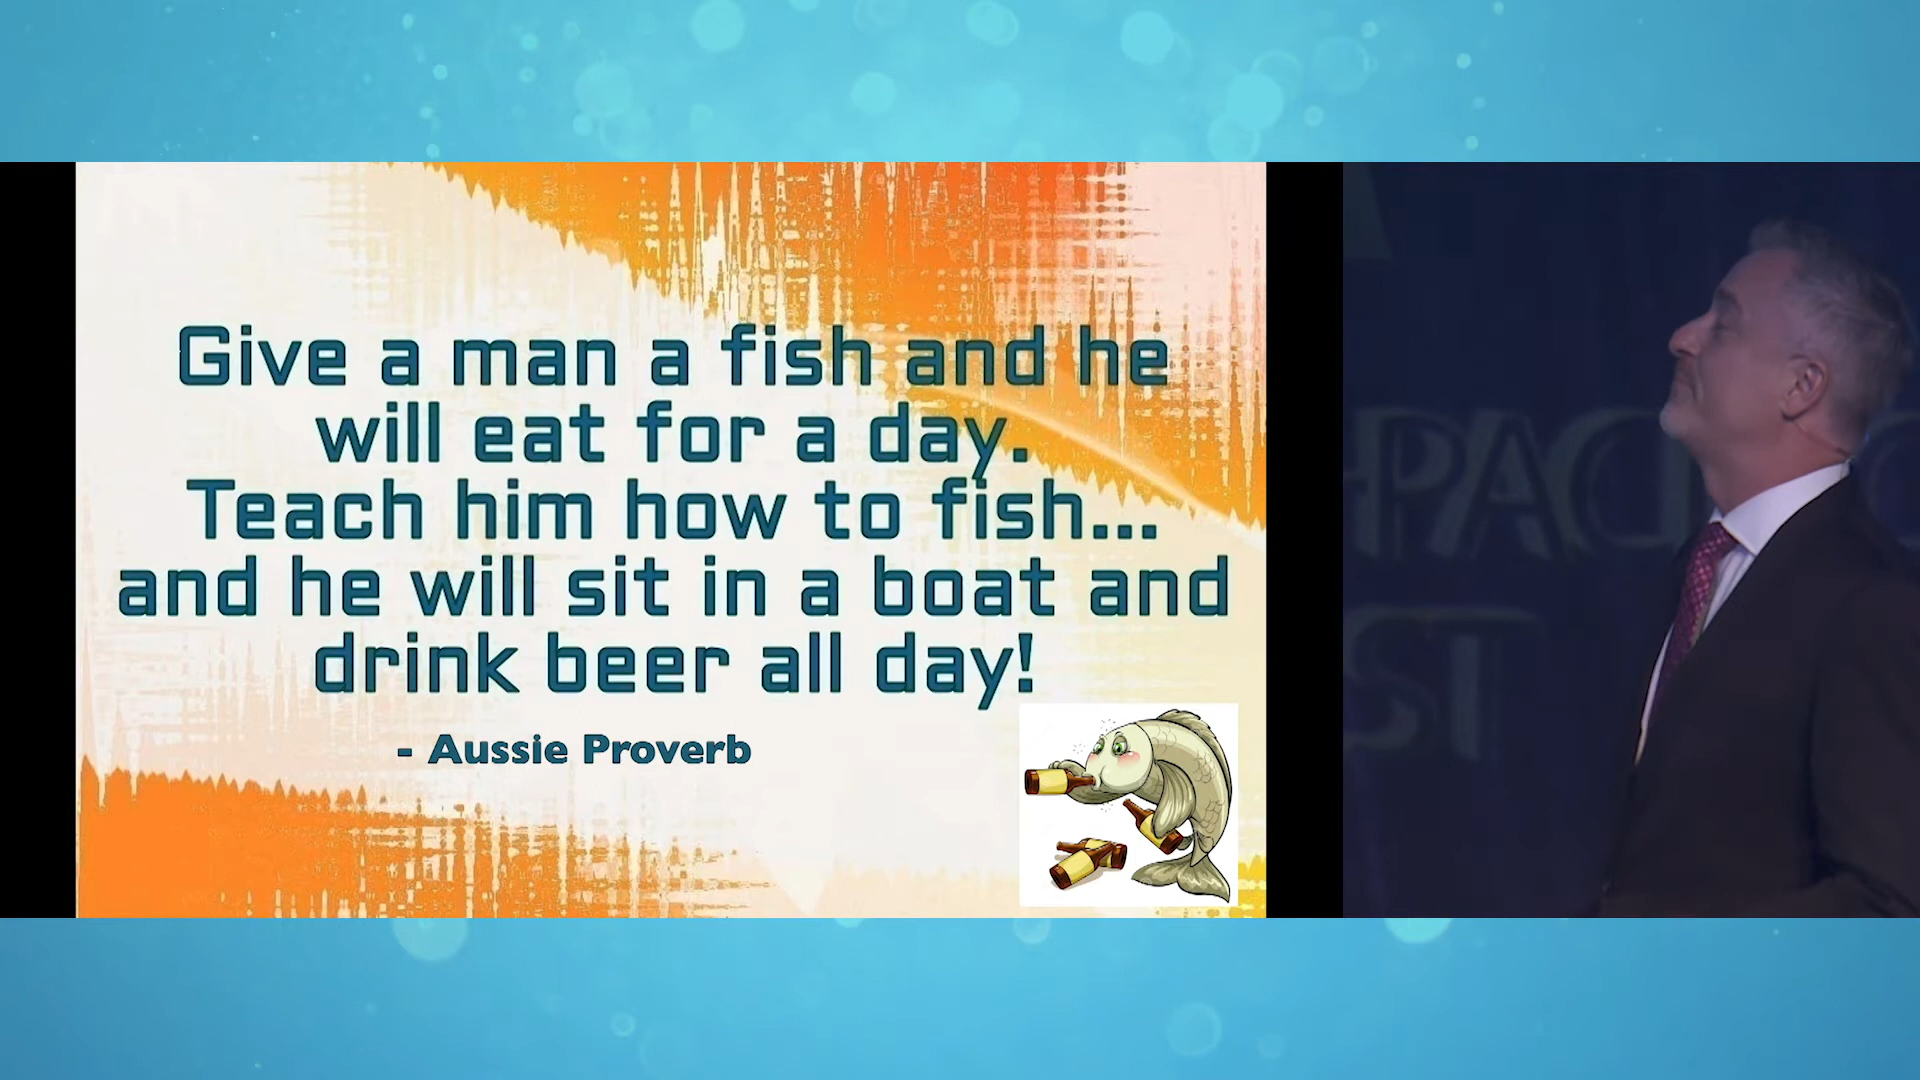 Give a man a fish and he
will eat for a day.
Teach him how to fish...
and he will sit in a boat and
drink beer all day!
- Aussie Proverb